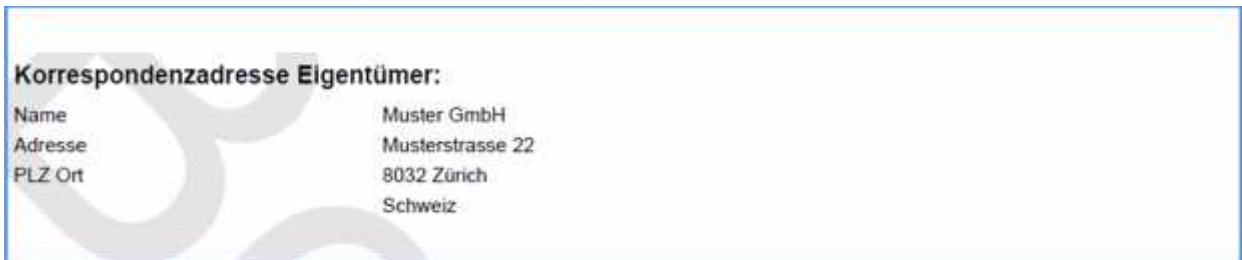 Korrespondenzadresse Eigentümer:
Name Muster GmbH
Adresse Musterstrasse 22
PLZ Ort 8032 Zürich
Schweiz